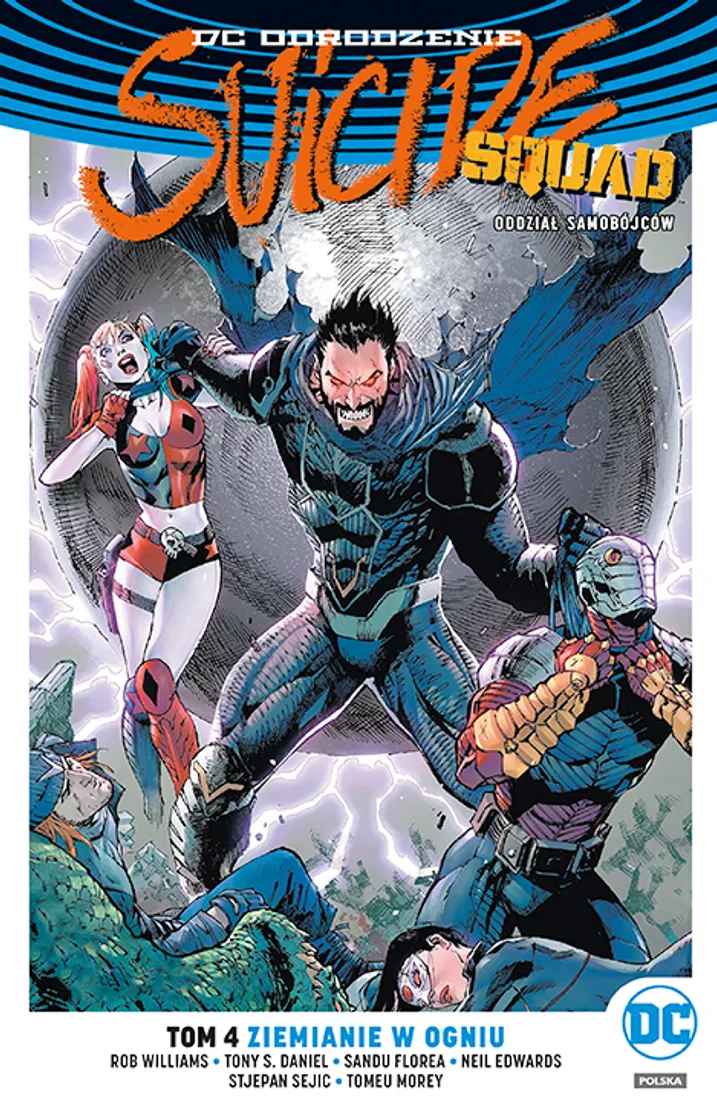 DC ODRODZENIE
SUICIDE
SQUAD
ODDZIAŁ SAMOBÓJCÓW
TOM 4 ZIEMIANIE W OGNIU
ROB WILLIAMS • TONY S. DANIEL • SANDU FLOREA • NEIL EDWARDS
STJEPAN SEJIC • TOMEU MOREY
DC
POLSKA